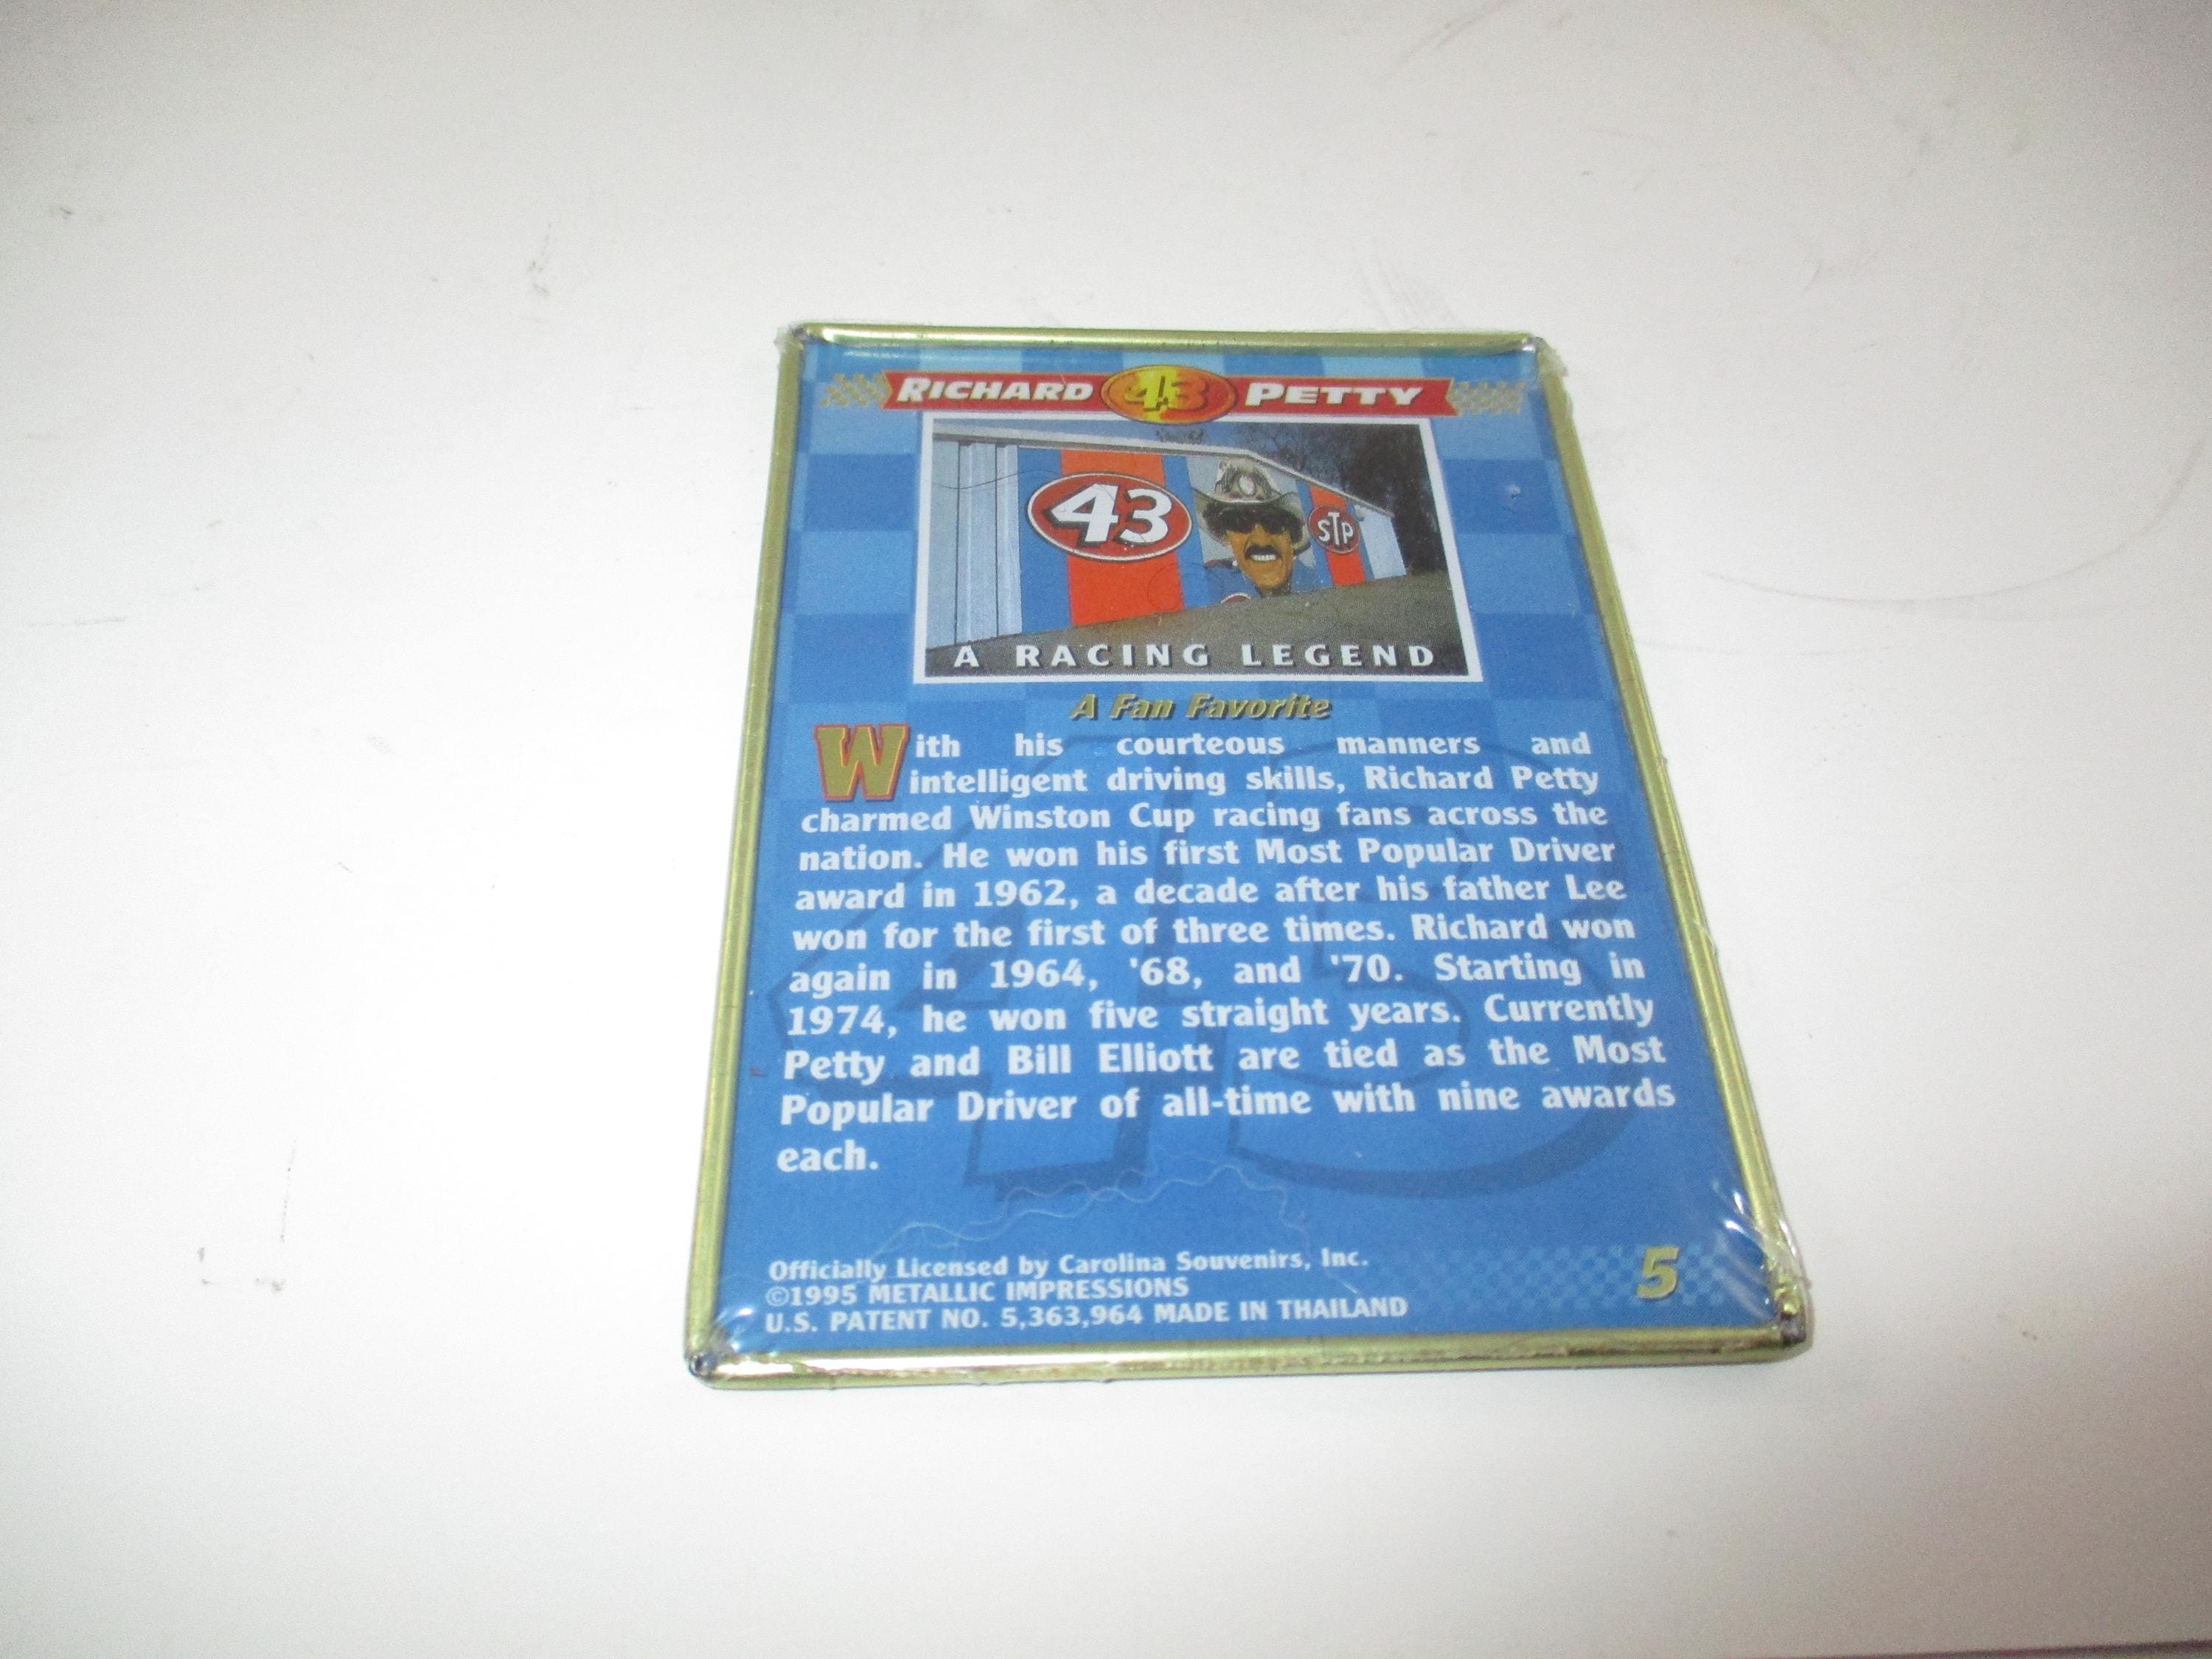 RICHARD 43 PETTY
43
STP
A RACING LEGEND
A Fan Favorite
With his courteous manners and
intelligent driving skills, Richard Petty
charmed Winston Cup racing fans across the
nation. He won his first Most Popular Driver
award in 1962, a decade after his father Lee
won for the first of three times. Richard won
again in 1964, '68, and '70. Starting in
1974, he won five straight years. Currently
Petty and Bill Elliott are tied as the Most
Popular Driver of all-time with nine awards
each.
Officially Licensed by Carolina Souvenirs, Inc.
©1995 METALLIC IMPRESSIONS
U.S. PATENT NO. 5,363,964 MADE IN THAILAND
5